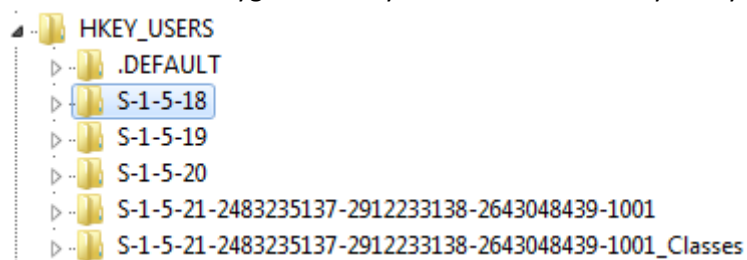 HKEY_USERS
.DEFAULT
S-1-5-18
S-1-5-19
S-1-5-20
S-1-5-21-2483235137-2912233138-2643048439-1001
S-1-5-21-2483235137-2912233138-2643048439-1001_Classes